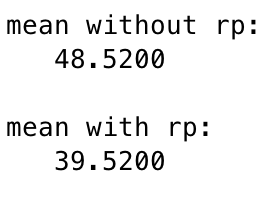 mean without rp:
48.5200
mean with rp:
39.5200